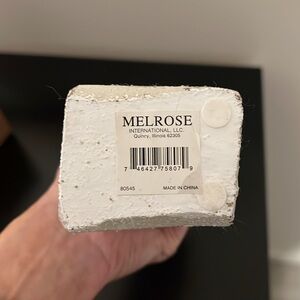 MELROSE
INTERNATIONAL, LLC.
Quincy, Illinois 62305
7 46427 75807 9
80545 MADE IN CHINA